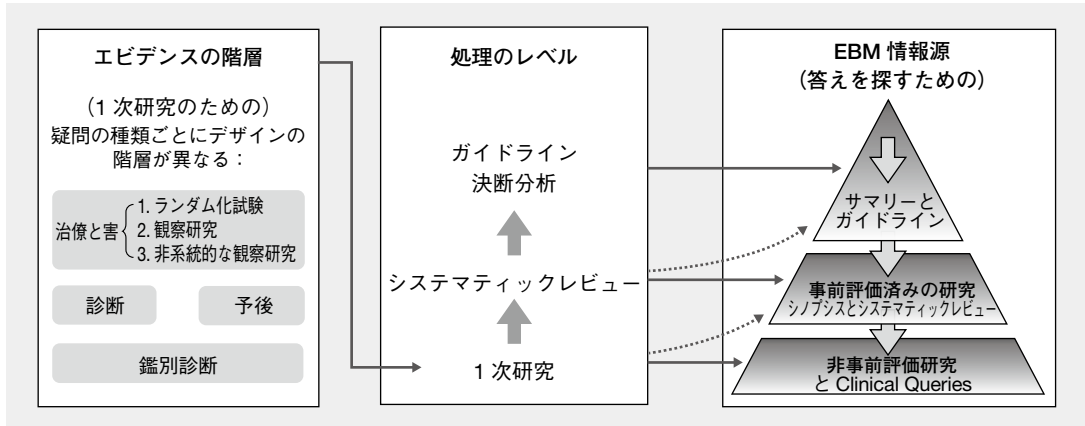 エビデンスの階層
（1 次研究のための）
疑問の種類ごとにデザインの
階層が異なる：
治療と害
1. ランダム化試験
2. 観察研究
3. 非系統的な観察研究
診断
予後
鑑別診断
処理のレベル
ガイドライン
決断分析
システマティックレビュー
1 次研究
EBM 情報源
（答えを探すための）
サマリーと
ガイドライン
事前評価済みの研究
シノプシスとシステマティックレビュー
非事前評価研究
と Clinical Queries